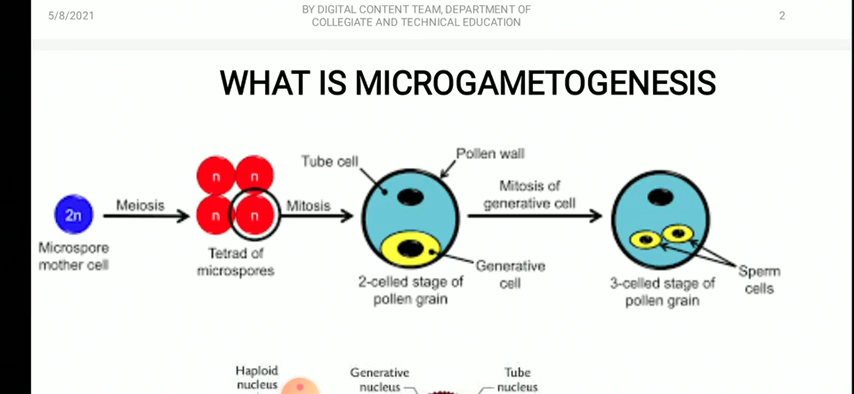 5/8/2021
BY DIGITAL CONTENT TEAM, DEPARTMENT OF
COLLEGIATE AND TECHNICAL EDUCATION
2
WHAT IS MICROGAMETOGENESIS
2n
Microspore
mother cell
Meiosis
n n
n n
Tetrad of
microspores
Mitosis
Tube cell
Pollen wall
Generative
cell
2-celled stage of
pollen grain
Mitosis of
generative cell
3-celled stage of
pollen grain
Sperm
cells
Haploid
nucleus
Generative
nucleus
Tube
nucleus